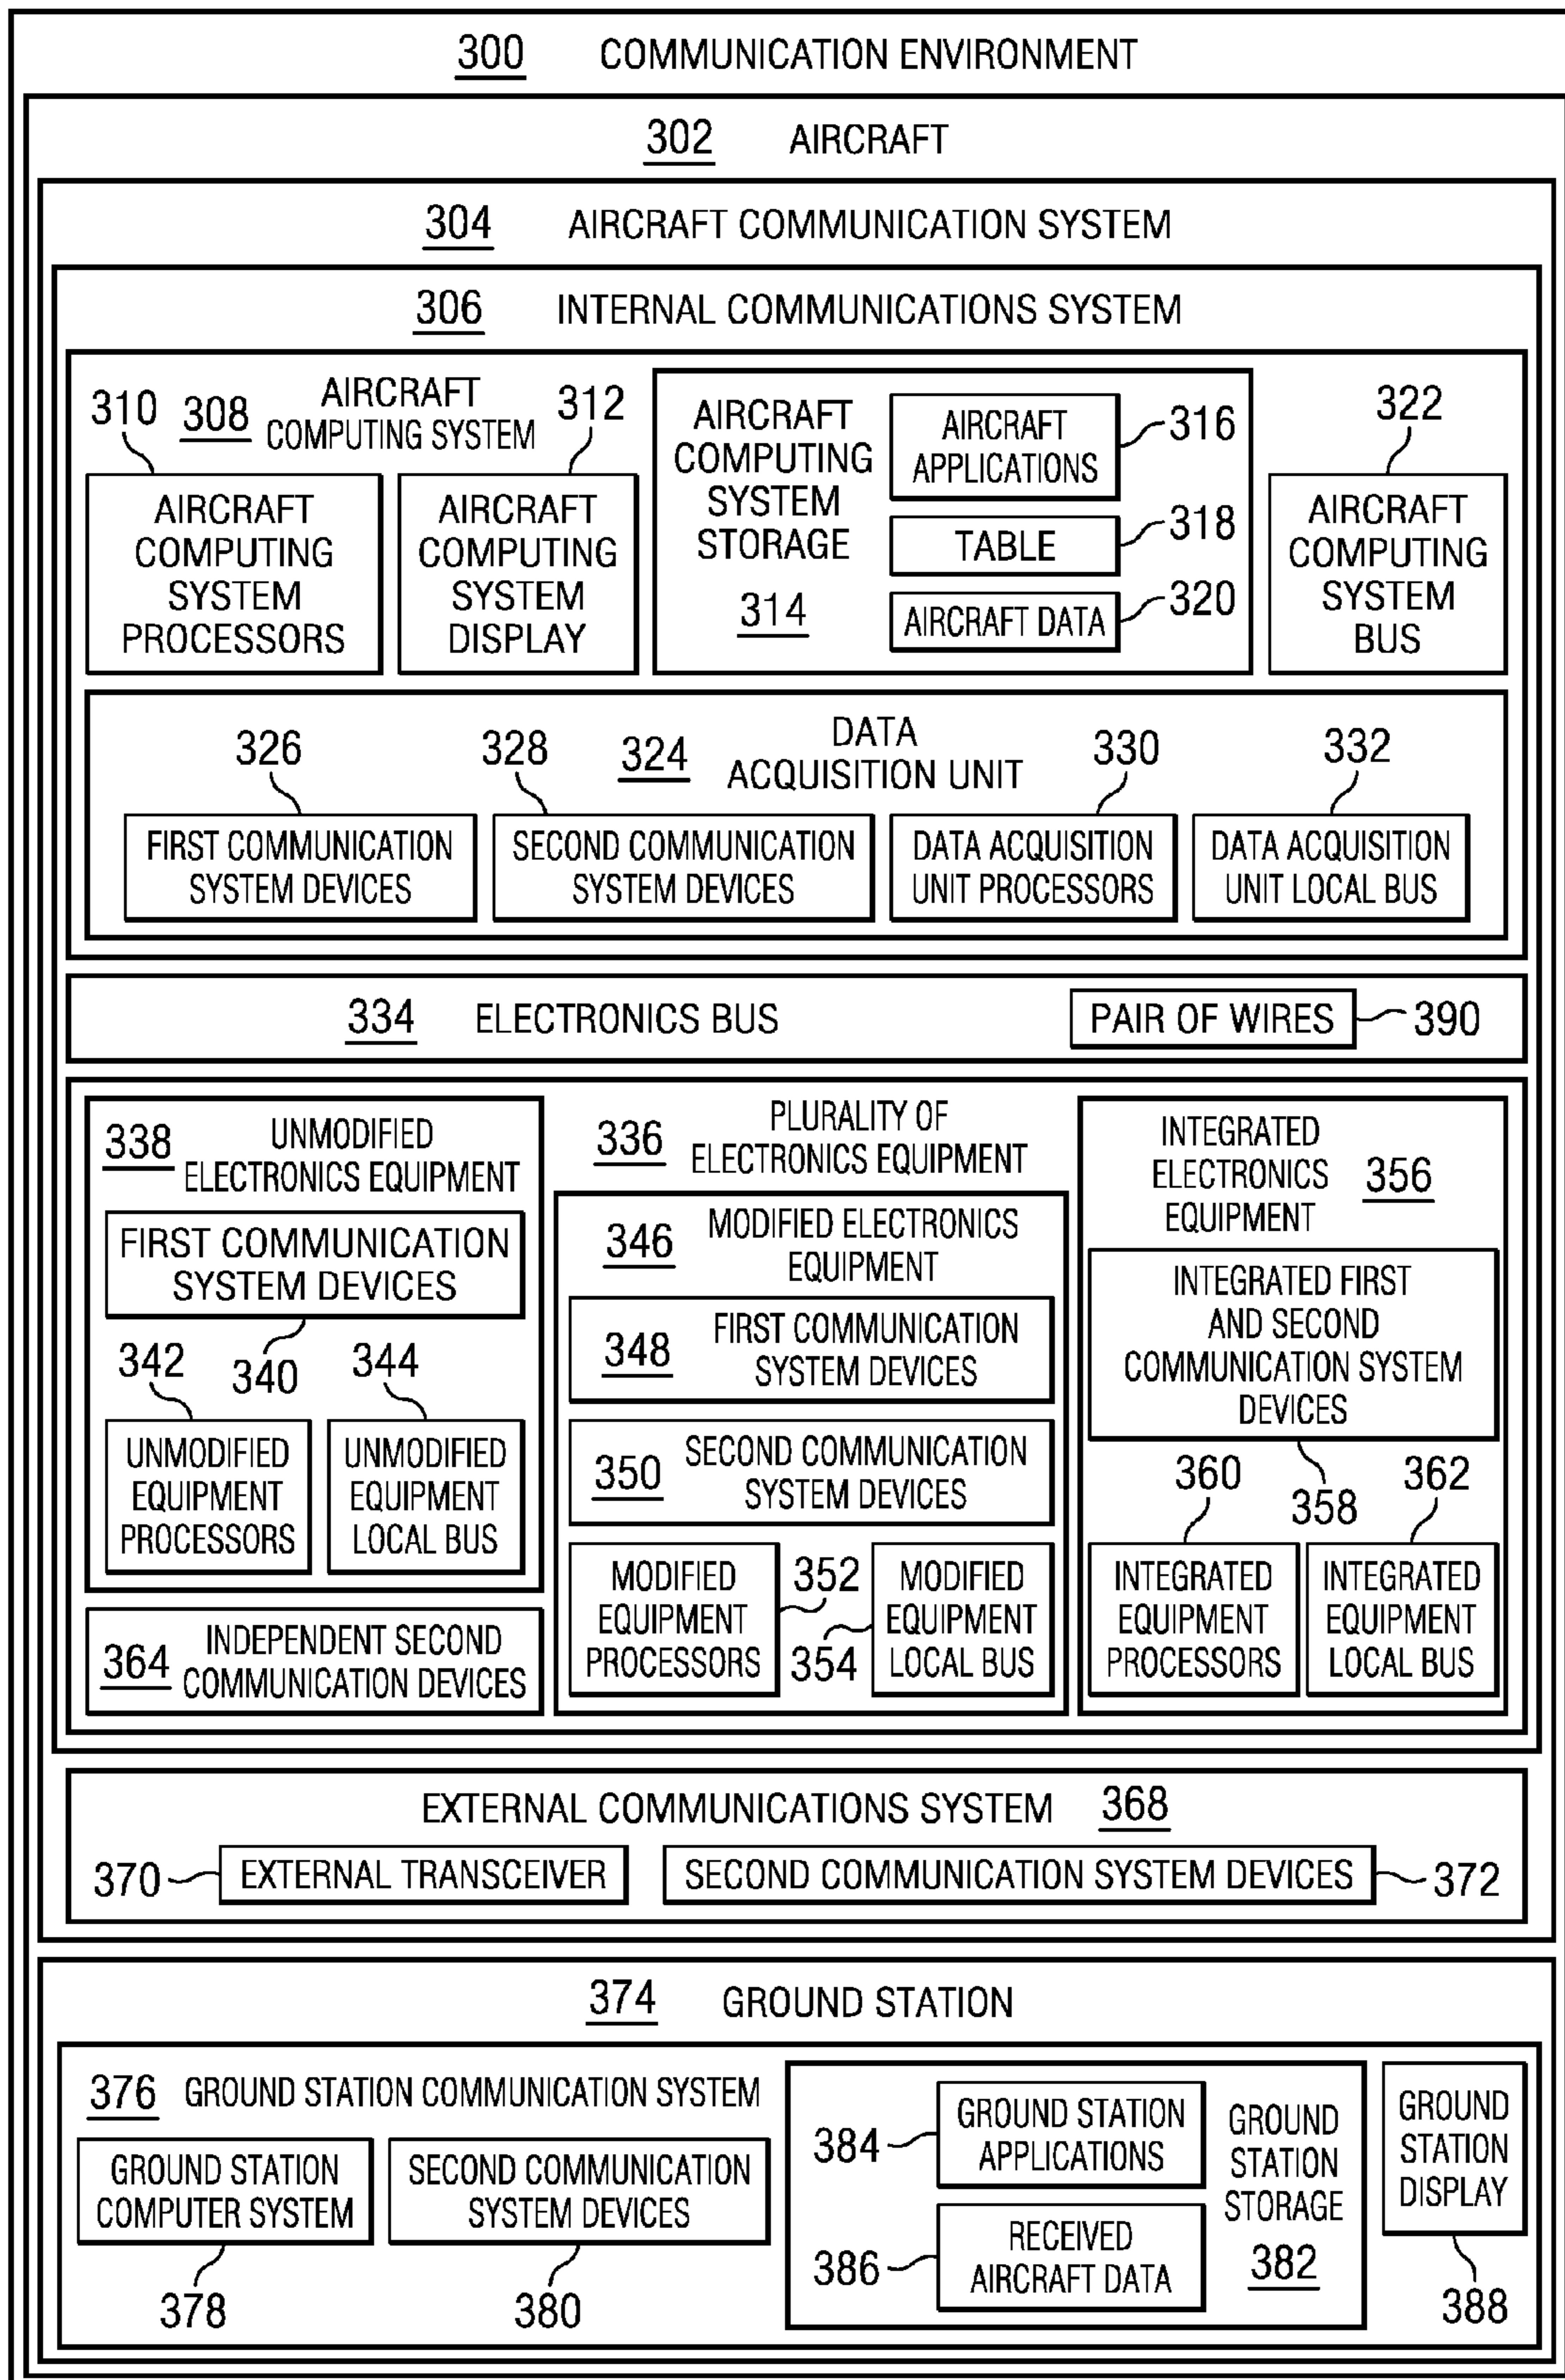 300 COMMUNICATION ENVIRONMENT
302 AIRCRAFT
304 AIRCRAFT COMMUNICATION SYSTEM
306 INTERNAL COMMUNICATIONS SYSTEM
308
AIRCRAFT
COMPUTING SYSTEM
310
AIRCRAFT
COMPUTING
SYSTEM
PROCESSORS
312
AIRCRAFT
COMPUTING
SYSTEM
DISPLAY
AIRCRAFT
COMPUTING
SYSTEM
STORAGE
314
AIRCRAFT
APPLICATIONS
316
TABLE
318
AIRCRAFT DATA
320
322
AIRCRAFT
COMPUTING
SYSTEM
BUS
324
DATA
ACQUISITION UNIT
326
FIRST COMMUNICATION
SYSTEM DEVICES
328
SECOND COMMUNICATION
SYSTEM DEVICES
330
DATA ACQUISITION
UNIT PROCESSORS
332
DATA ACQUISITION
UNIT LOCAL BUS
334 ELECTRONICS BUS
PAIR OF WIRES
390
336
PLURALITY OF
ELECTRONICS EQUIPMENT
338
UNMODIFIED
ELECTRONICS EQUIPMENT
FIRST COMMUNICATION
SYSTEM DEVICES
340
342
UNMODIFIED
EQUIPMENT
PROCESSORS
344
UNMODIFIED
EQUIPMENT
LOCAL BUS
364
INDEPENDENT SECOND
COMMUNICATION DEVICES
346
MODIFIED ELECTRONICS
EQUIPMENT
348
FIRST COMMUNICATION
SYSTEM DEVICES
350
SECOND COMMUNICATION
SYSTEM DEVICES
MODIFIED
EQUIPMENT
PROCESSORS
352
354
MODIFIED
EQUIPMENT
LOCAL BUS
INTEGRATED
ELECTRONICS
EQUIPMENT
356
INTEGRATED FIRST
AND SECOND
COMMUNICATION SYSTEM
DEVICES
358
360
INTEGRATED
EQUIPMENT
PROCESSORS
362
INTEGRATED
EQUIPMENT
LOCAL BUS
EXTERNAL COMMUNICATIONS SYSTEM 368
370
EXTERNAL TRANSCEIVER
SECOND COMMUNICATION SYSTEM DEVICES
372
374 GROUND STATION
376 GROUND STATION COMMUNICATION SYSTEM
GROUND STATION
COMPUTER SYSTEM
378
SECOND COMMUNICATION
SYSTEM DEVICES
380
384
GROUND STATION
APPLICATIONS
386
RECEIVED
AIRCRAFT DATA
GROUND
STATION
STORAGE
382
GROUND
STATION
DISPLAY
388